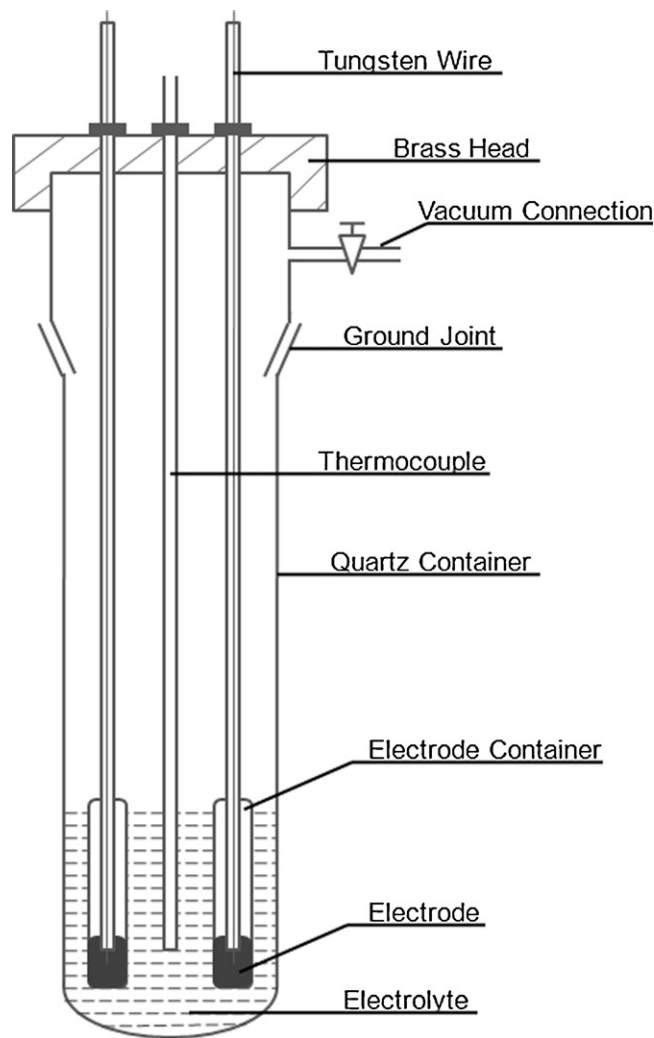 Tungsten Wire
Brass Head
Vacuum Connection
Ground Joint
Thermocouple
Quartz Container
Electrode Container
Electrode
Electrolyte